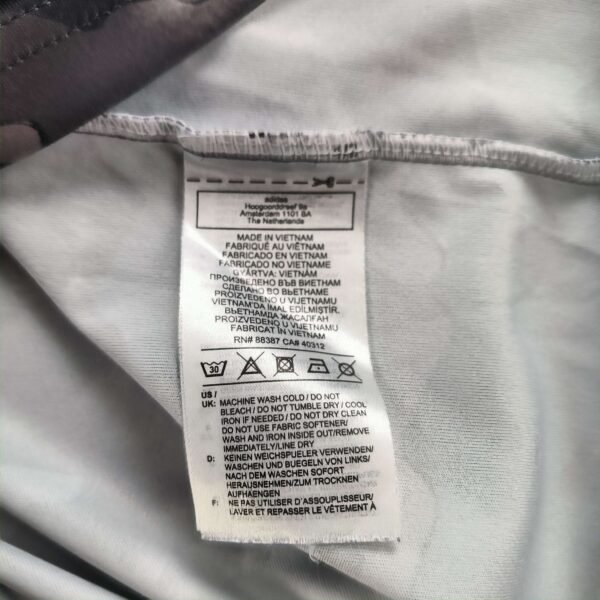 adidas
Hoogoorddreef 9a
Amsterdam 1101 BA
The Netherlands
MADE IN VIETNAM
FABRIQUÉ AU VIÊTNAM
FABRICADO EN VIETNAM
FABRICADO NO VIETNAME
GYÁRTVA: VIETNÁM
ПРОИЗВЕДЕНО ВЪВ ВИЕТНАМ
СДЕЛАНО ВО ВЬЕТНАМЕ
PROIZVEDENO U VIJETNAMU
VIETNAM'DA İMAL EDİLMİŞTİR.
ВЬЕТНАМДА ЖАСАЛҒАН
PROIZVEDENO U VIJETNAMU
FABRICAT ÎN VIETNAM
RN# 88387 CA# 40312
30
US /
UK: MACHINE WASH COLD / DO NOT
BLEACH / DO NOT TUMBLE DRY / COOL
IRON IF NEEDED / DO NOT DRY CLEAN
DO NOT USE FABRIC SOFTENER/
WASH AND IRON INSIDE OUT/REMOVE
IMMEDIATELY/LINE DRY
D: KEINEN WEICHSPUELER VERWENDEN/
WASCHEN UND BUEGELN VON LINKS/
NACH DEM WASCHEN SOFORT
HERAUSNEHMEN/ZUM TROCKNEN
AUFHAENGEN
F: NE PAS UTILISER D'ASSOUPLISSEUR/
LAVER ET REPASSER LE VÊTEMENT À